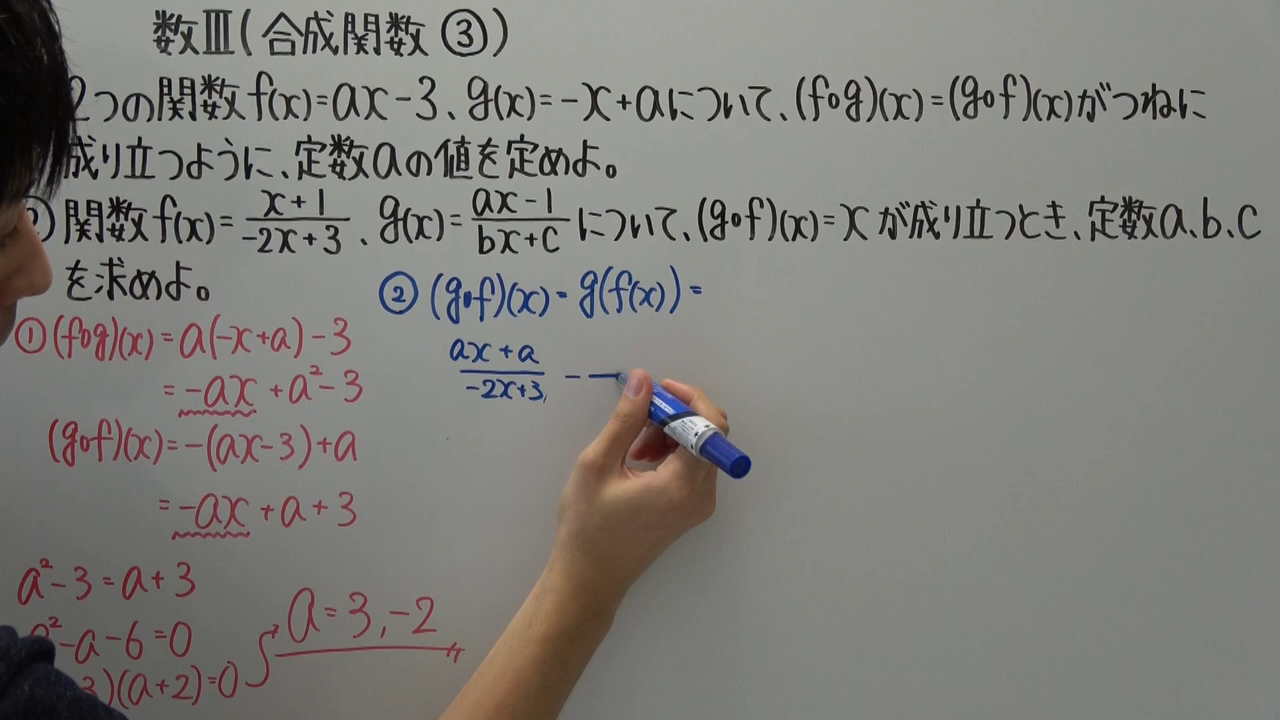 数Ⅲ(合成関数③)
2つの関数f(x)=ax-3、g(x)=-x+aについて、(f∘g)(x)=(g∘f)(x)がつねに
成り立つように、定数aの値を定めよ。
関数f(x)=\frac{x+1}{-2x+3}、g(x)=\frac{ax-1}{bx+c}について、(g∘f)(x)=xが成り立つとき、定数a、b、c
を求めよ。
①(f∘g)(x)=a(-x+a)-3
=-ax+a²-3
(g∘f)(x)=-(ax-3)+a
=-ax+a+3
a²-3=a+3
a²-a-6=0
3)(a+2)=0
a=3,-2
②(g∘f)(x)=g(f(x))=
\frac{ax+a}{-2x+3} -